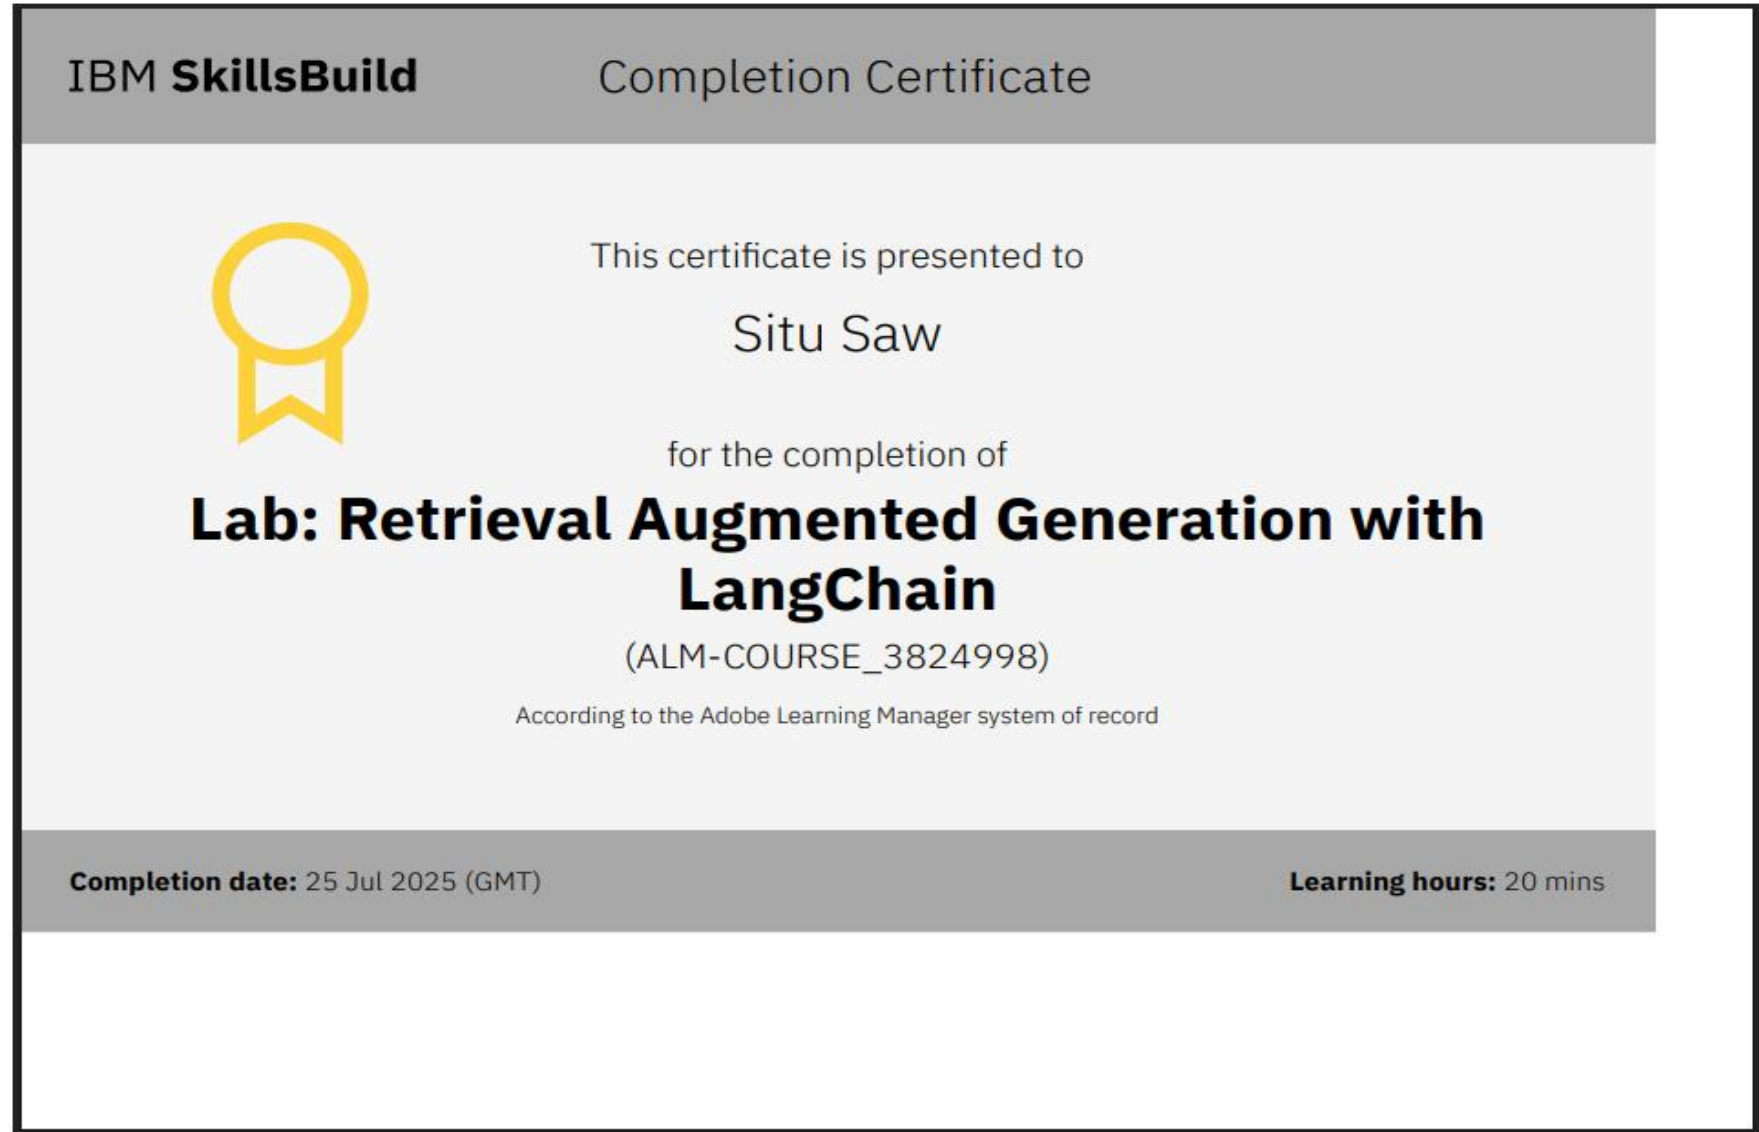 IBM SkillsBuild
Completion Certificate
This certificate is presented to
Situ Saw
for the completion of
Lab: Retrieval Augmented Generation with
LangChain
(ALM-COURSE_3824998)
According to the Adobe Learning Manager system of record
Completion date: 25 Jul 2025 (GMT)
Learning hours: 20 mins